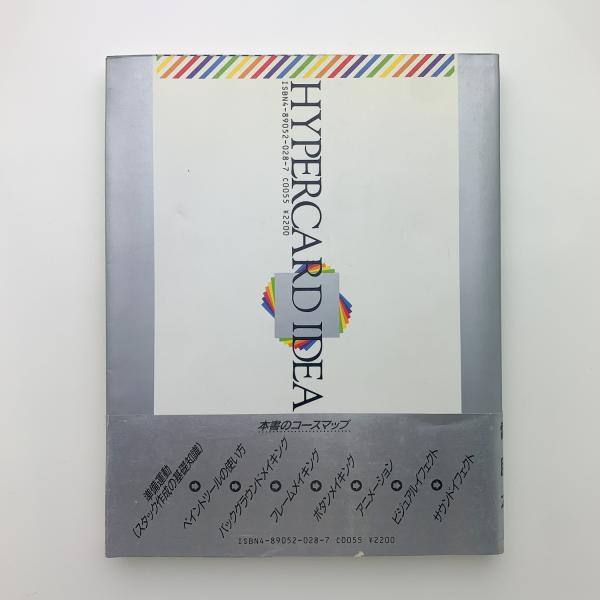 HYPERCARD IDEA
ISBN4-89052-028-7 C0055 ¥2200
本書のコースマップ
準備運動
(スタック作成の基礎知識)
ペイントツールの使い方
バックグラウンドメイキング
フレームメイキング
ボタンメイキング
アニメーション
ビジュアルイフェクト
サウンドイフェクト
ISBN4-89052-028-7 C0055 ¥2200